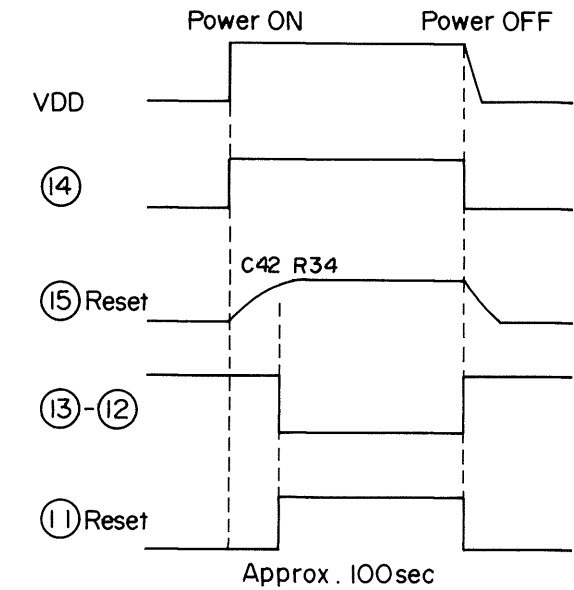 Power ON Power OFF
VDD
14
C42 R34
15 Reset
13-12
11 Reset
Approx. 100sec